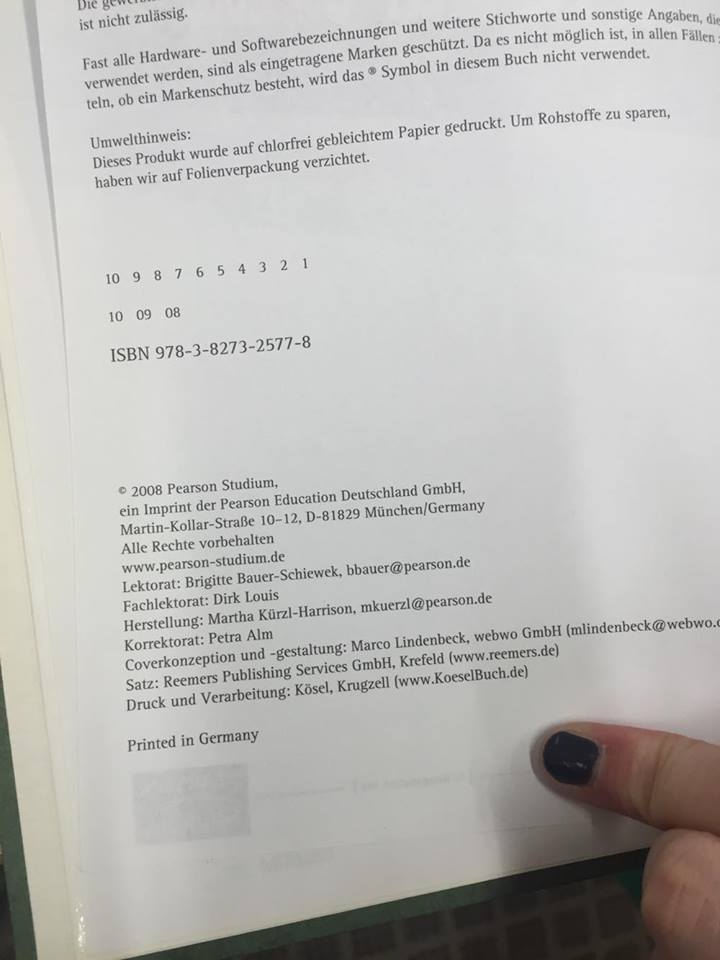 Die
ist nicht zulässig.
Fast alle Hardware- und Softwarebezeichnungen und weitere Stichworte und sonstige Angaben, die
verwendet werden, sind als eingetragene Marken geschützt. Da es nicht möglich ist, in allen Fällen
teln, ob ein Markenschutz besteht, wird das ® Symbol in diesem Buch nicht verwendet.
Umwelthinweis:
Dieses Produkt wurde auf chlorfrei gebleichtem Papier gedruckt. Um Rohstoffe zu sparen,
haben wir auf Folienverpackung verzichtet.
10 9 8 7 6 5 4 3 2 1
10 09 08
ISBN 978-3-8273-2577-8
© 2008 Pearson Studium,
ein Imprint der Pearson Education Deutschland GmbH,
Martin-Kollar-Straße 10–12, D-81829 München/Germany
Alle Rechte vorbehalten
www.pearson-studium.de
Lektorat: Brigitte Bauer-Schiewek, bbauer@pearson.de
Fachlektorat: Dirk Louis
Herstellung: Martha Kürzl-Harrison, mkuerzl@pearson.de
Korrektorat: Petra Alm
Coverkonzeption und -gestaltung: Marco Lindenbeck, webwo GmbH (mlindenbeck@webwo.
Satz: Reemers Publishing Services GmbH, Krefeld (www.reemers.de)
Druck und Verarbeitung: Kösel, Krugzell (www.KoeselBuch.de)
Printed in Germany